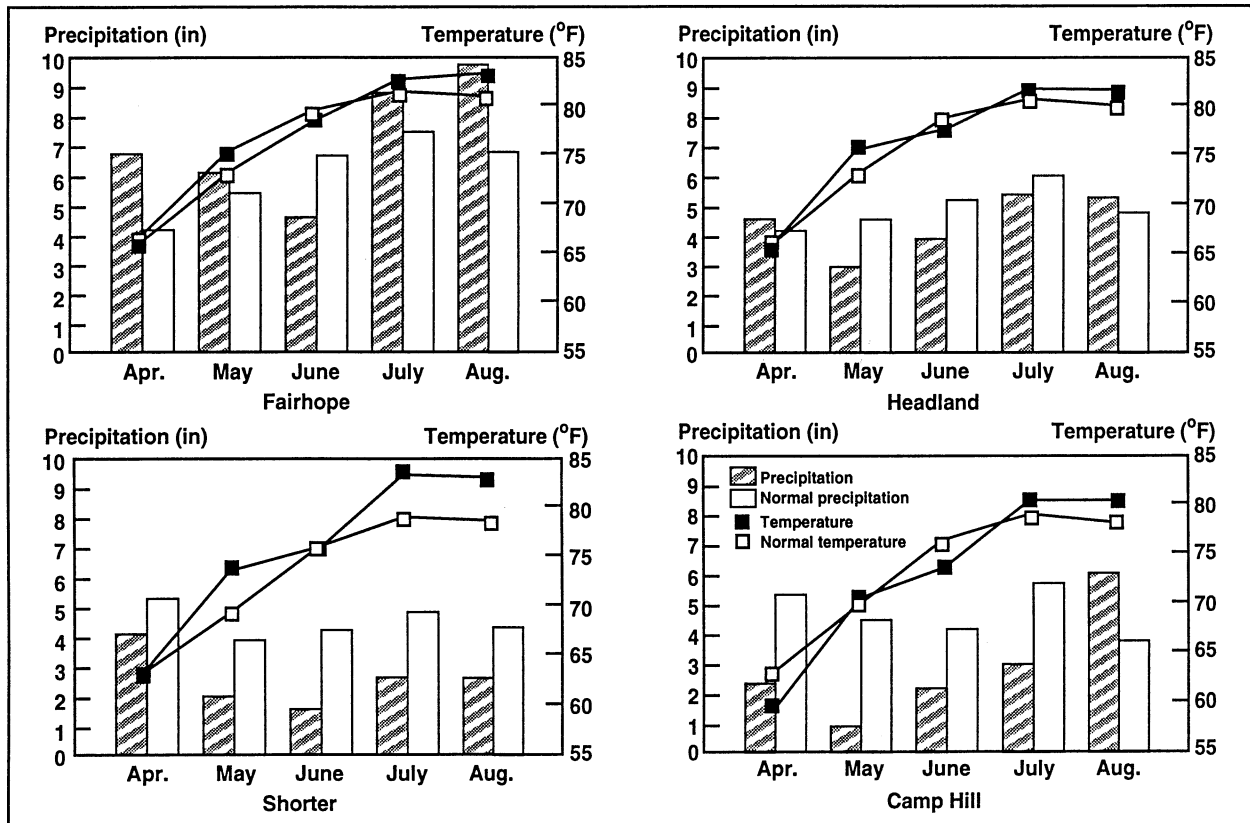 Precipitation (in) Temperature (°F)
10 85
9 80
8
7 75
6
5 70
4 65
3
2 60
1
0 55
Apr. May June July Aug.
Fairhope
Precipitation (in) Temperature (°F)
10 85
9 80
8
7 75
6
5 70
4 65
3
2 60
1
0 55
Apr. May June July Aug.
Headland
Precipitation (in) Temperature (°F)
10 85
9 80
8
7 75
6
5 70
4 65
3
2 60
1
0 55
Apr. May June July Aug.
Shorter
Precipitation (in) Temperature (°F)
10 85
9 Precipitation
Normal precipitation 80
8 Temperature
7 Normal temperature 75
6
5 70
4 65
3
2 60
1
0 55
Apr. May June July Aug.
Camp Hill